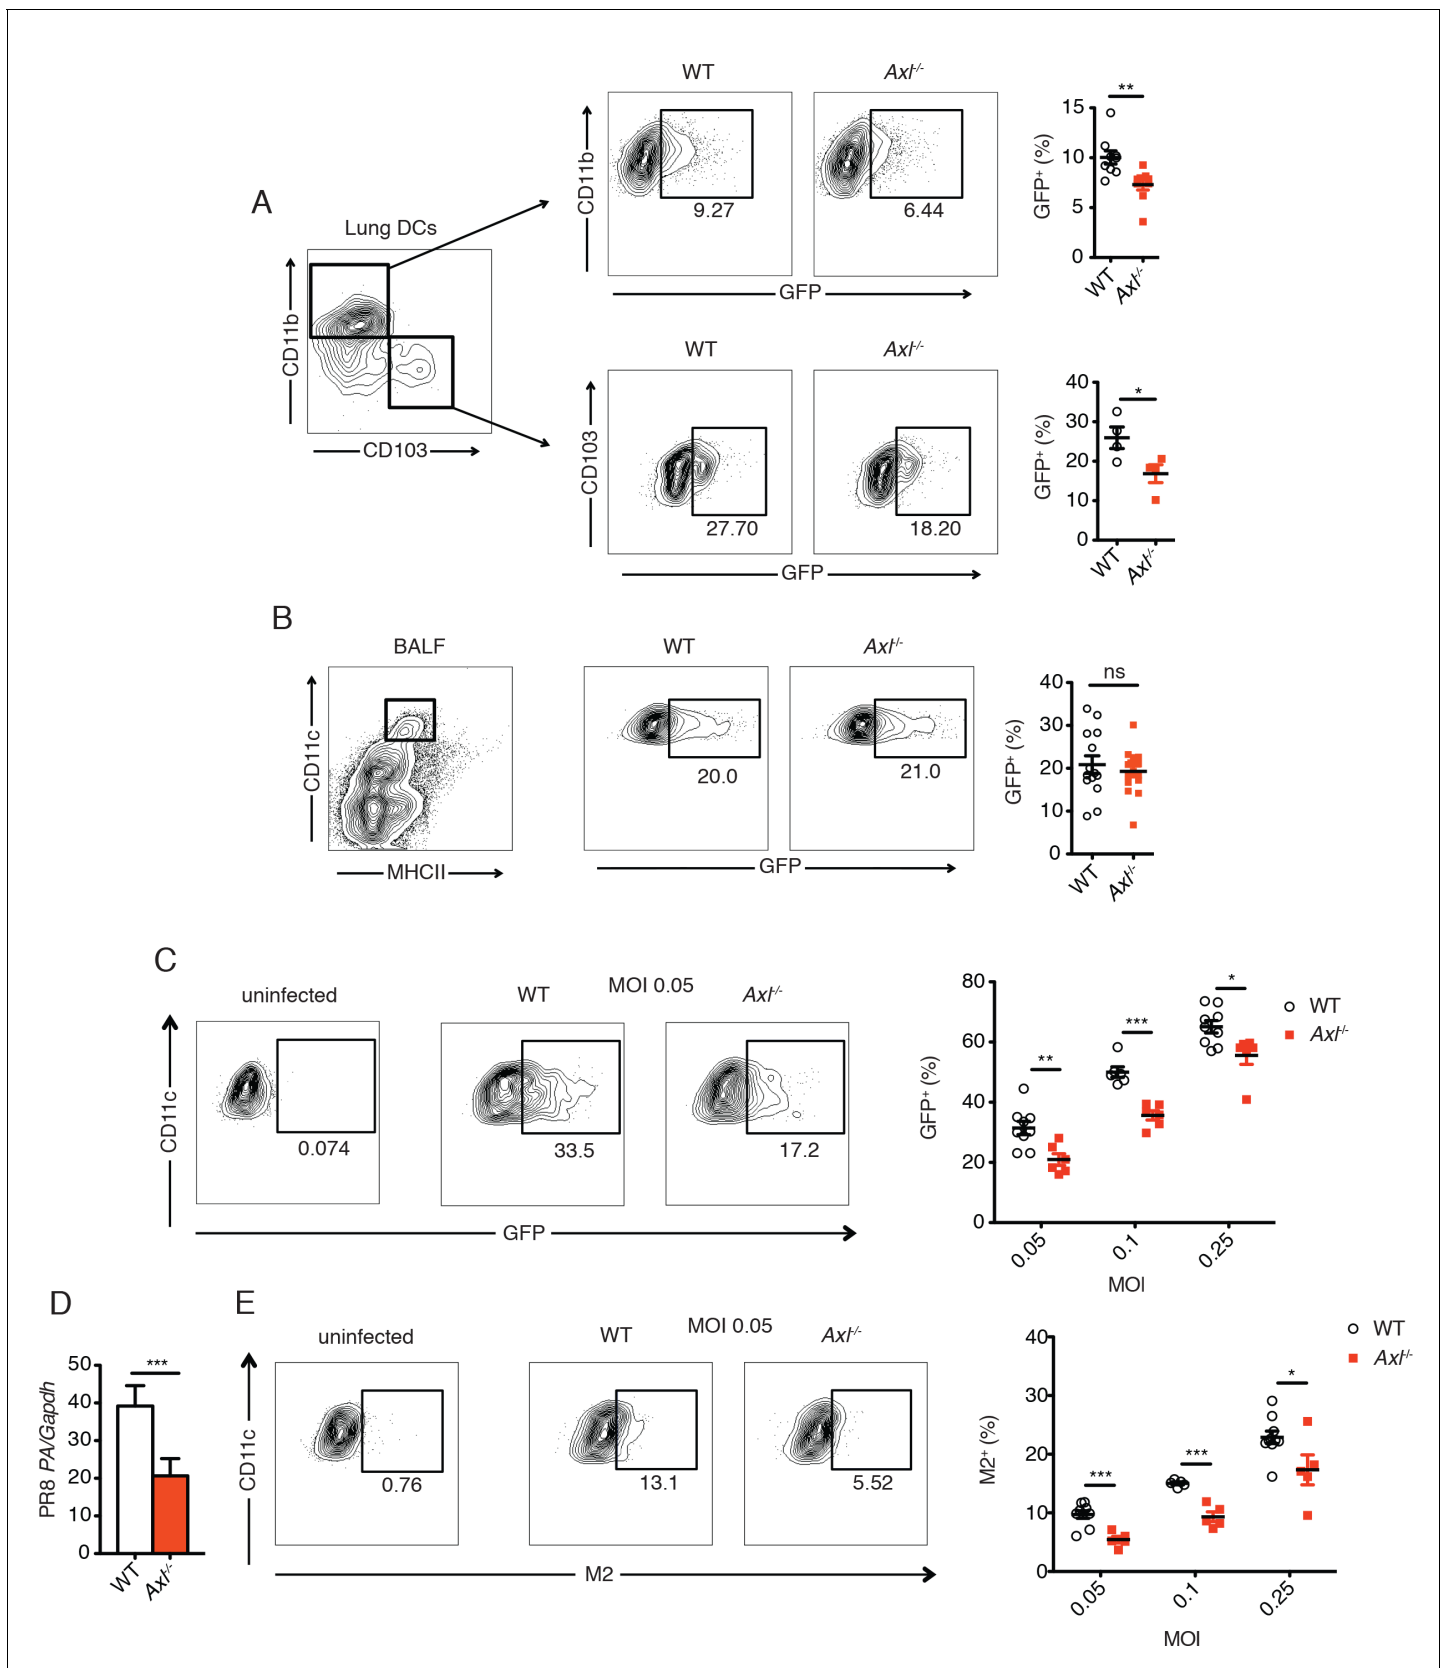 A
Lung DCs
CD11b
CD103
WT
Axl-/-
CD11b
9.27
6.44
GFP
**
GFP+ (%)
15
10
5
0
WT
Axl-/-
WT
Axl-/-
CD103
27.70
18.20
GFP
*
GFP+ (%)
40
30
20
10
0
WT
Axl-/-
B
BALF
CD11c
MHCII
WT
Axl-/-
20.0
21.0
GFP
ns
GFP+ (%)
40
30
20
10
0
WT
Axl-/-
C
uninfected
WT
MOI 0.05
Axl-/-
CD11c
0.074
33.5
17.2
GFP
GFP+ (%)
80
60
40
20
0
**
***
*
WT
Axl-/-
0.05
0.1
0.25
MOI
D
PR8 PA/Gapdh
50
40
30
20
10
0
***
WT
Axl-/-
E
uninfected
WT
MOI 0.05
Axl-/-
CD11c
0.76
13.1
5.52
M2
M2+ (%)
40
30
20
10
0
***
***
*
WT
Axl-/-
0.05
0.1
0.25
MOI